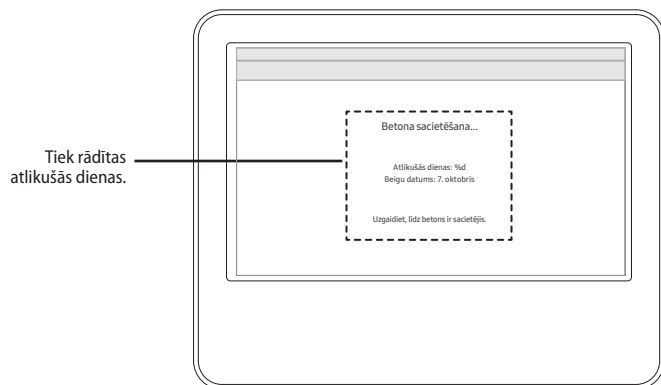 Tiek rādītas
atlikušās dienas.
Betona sacietēšana...
Atlikušās dienas: %d
Beigu datums: 7. oktobris
Uzgaidiet, līdz betons ir sacietējis.